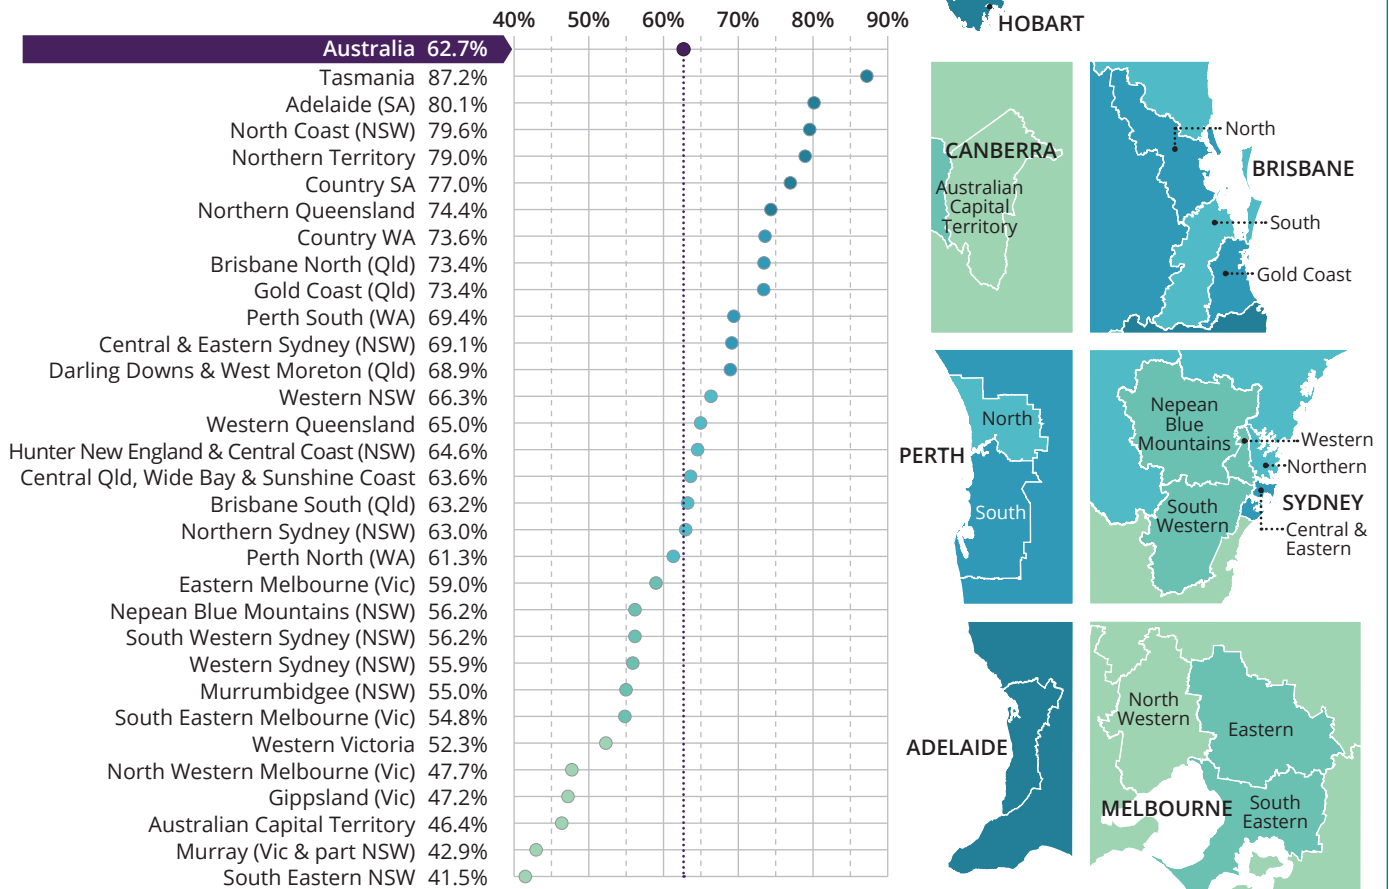 40% 50% 60% 70% 80% 90%
Australia 62.7%
Tasmania 87.2%
Adelaide (SA) 80.1%
North Coast (NSW) 79.6%
Northern Territory 79.0%
Country SA 77.0%
Northern Queensland 74.4%
Country WA 73.6%
Brisbane North (Qld) 73.4%
Gold Coast (Qld) 73.4%
Perth South (WA) 69.4%
Central & Eastern Sydney (NSW) 69.1%
Darling Downs & West Moreton (Qld) 68.9%
Western NSW 66.3%
Western Queensland 65.0%
Hunter New England & Central Coast (NSW) 64.6%
Central Qld, Wide Bay & Sunshine Coast 63.6%
Brisbane South (Qld) 63.2%
Northern Sydney (NSW) 63.0%
Perth North (WA) 61.3%
Eastern Melbourne (Vic) 59.0%
Nepean Blue Mountains (NSW) 56.2%
South Western Sydney (NSW) 56.2%
Western Sydney (NSW) 55.9%
Murrumbidgee (NSW) 55.0%
South Eastern Melbourne (Vic) 54.8%
Western Victoria 52.3%
North Western Melbourne (Vic) 47.7%
Gippsland (Vic) 47.2%
Australian Capital Territory 46.4%
Murray (Vic & part NSW) 42.9%
South Eastern NSW 41.5%
HOBART
CANBERRA
Australian
Capital
Territory
North
BRISBANE
South
Gold Coast
PERTH
North
South
Nepean
Blue
Mountains
Western
Northern
SYDNEY
South
Western
Central &
Eastern
ADELAIDE
North
Western
Eastern
MELBOURNE
South
Eastern